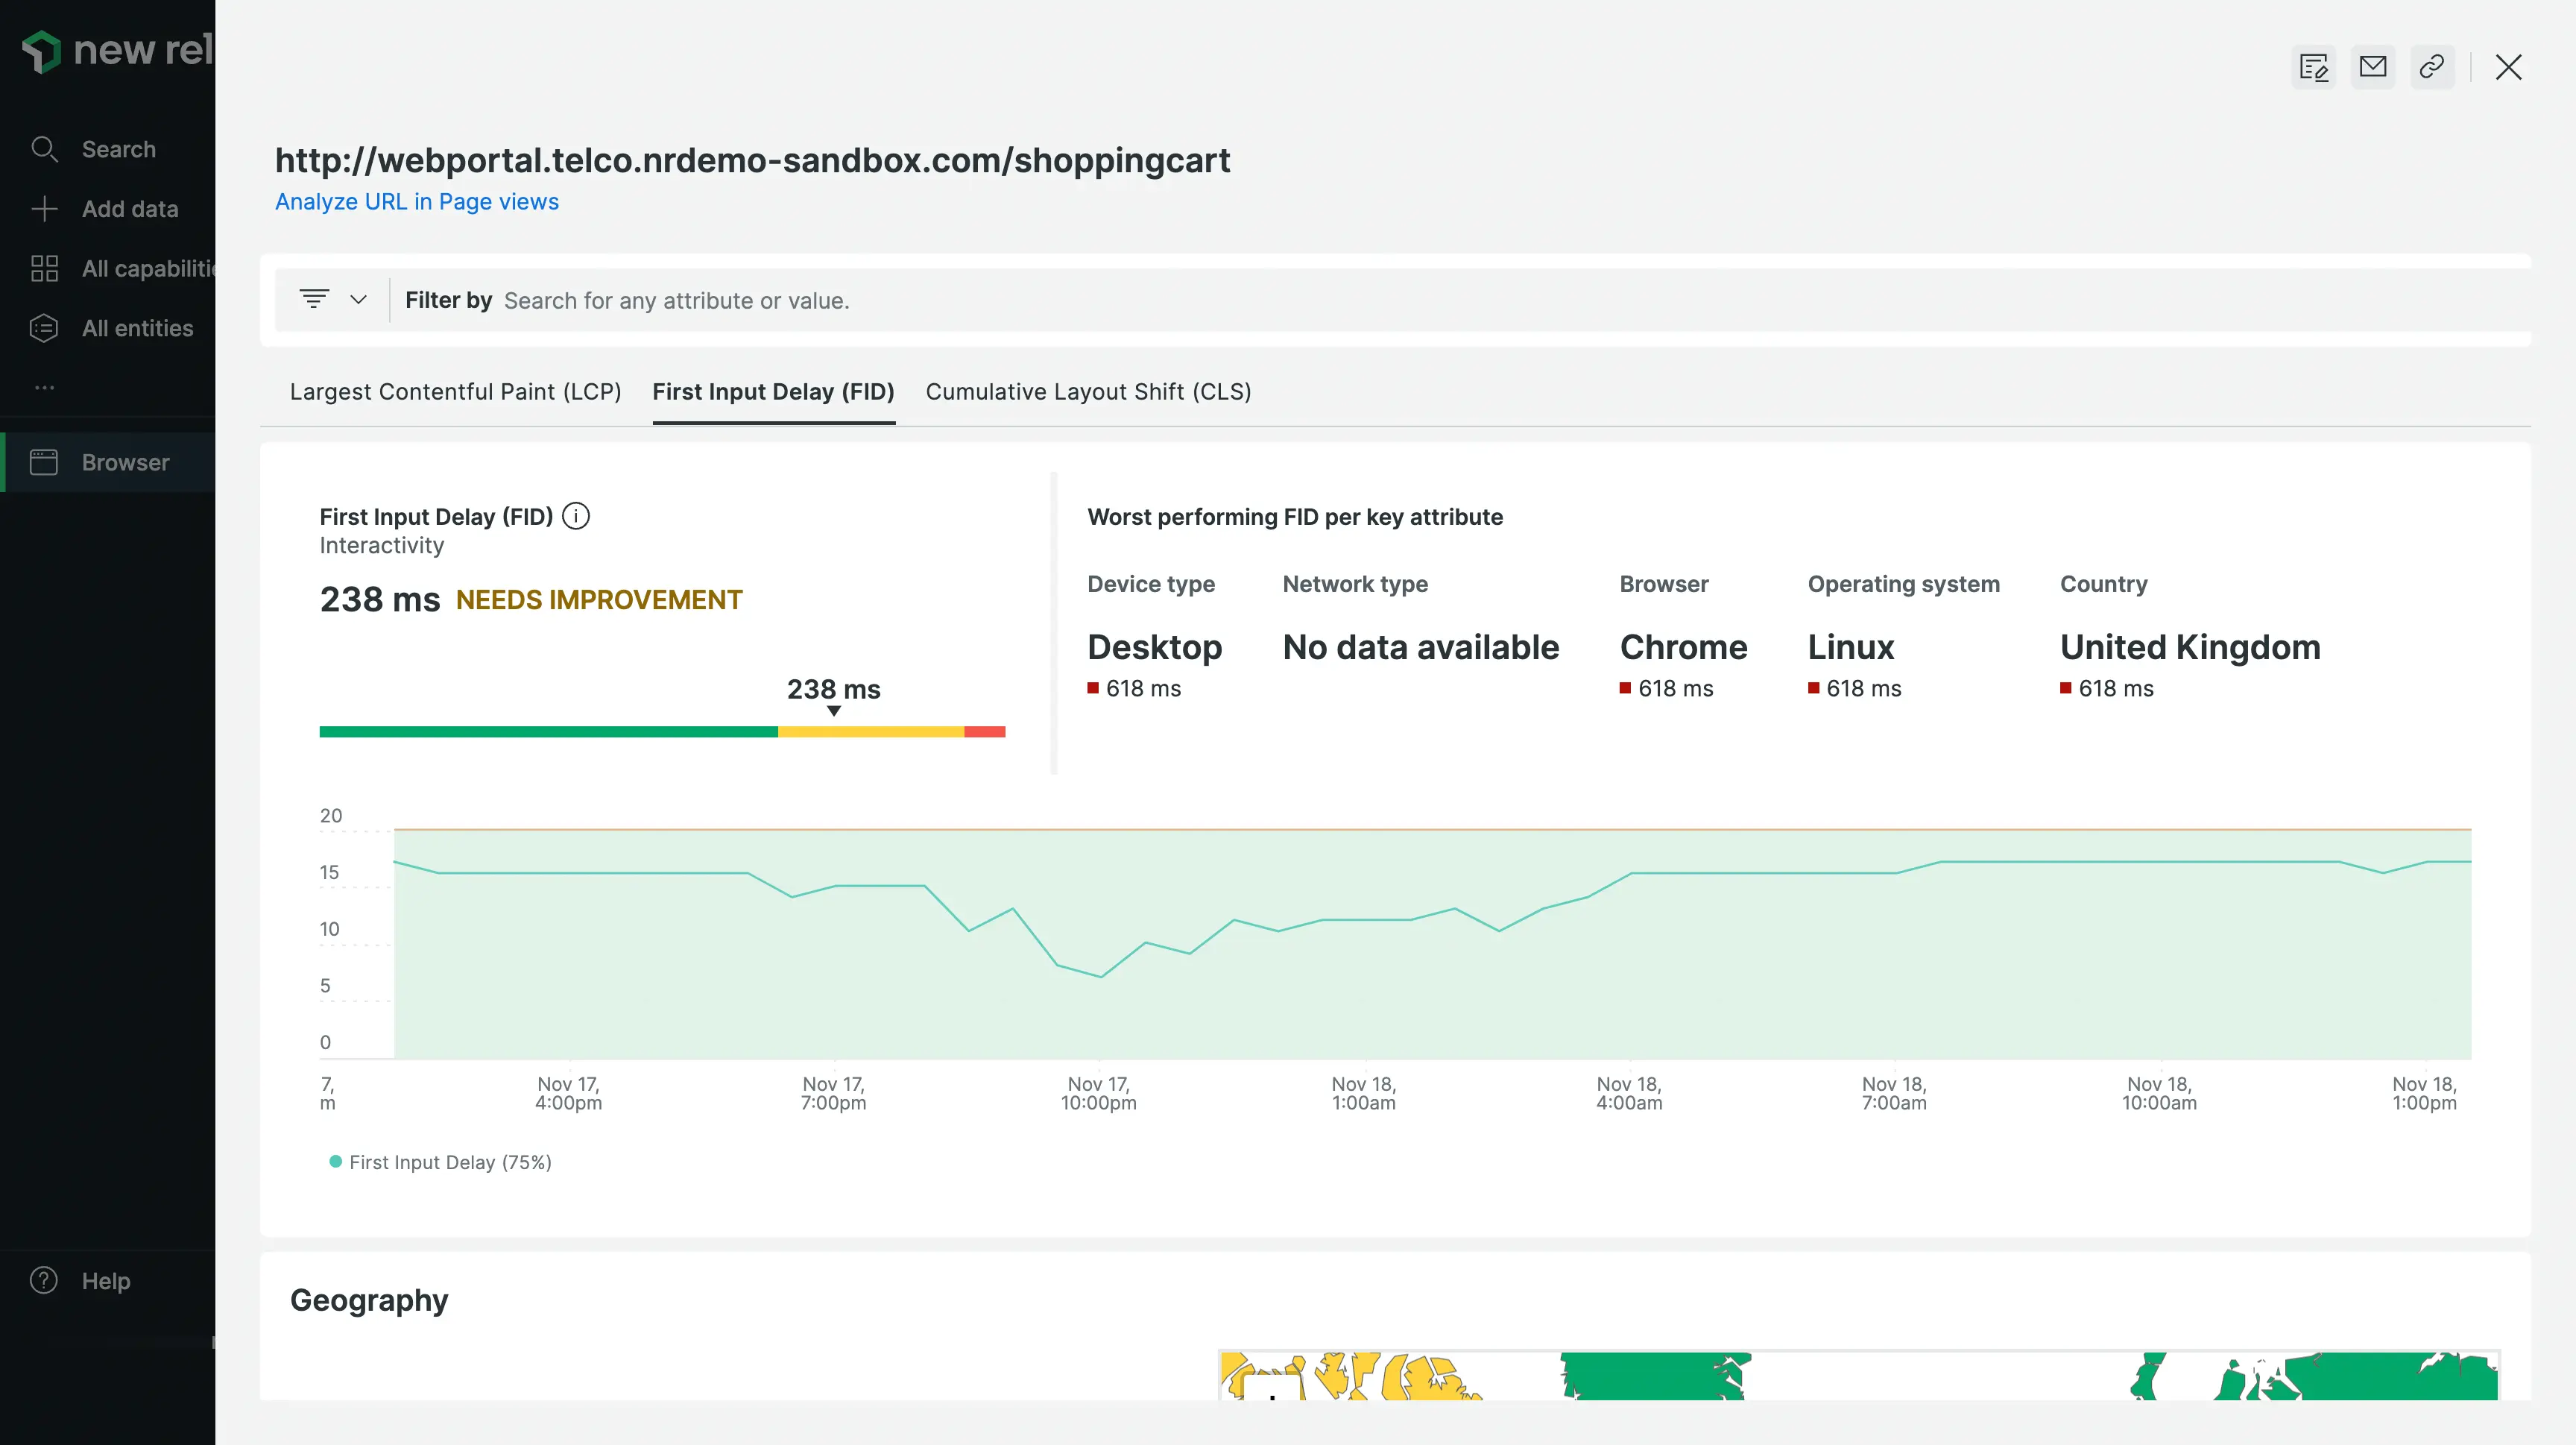 new rel
Search
Add data
All capabiliti
All entities
...
Browser
Help
http://webportal.telco.nrdemo-sandbox.com/shoppingcart
Analyze URL in Page views
Filter by Search for any attribute or value.
Largest Contentful Paint (LCP) First Input Delay (FID) Cumulative Layout Shift (CLS)
First Input Delay (FID)
Interactivity
238 ms NEEDS IMPROVEMENT
238 ms
Worst performing FID per key attribute
Device type Network type Browser Operating system Country
Desktop No data available Chrome Linux United Kingdom
618 ms 618 ms 618 ms 618 ms
20
15
10
5
0
7, Nov 17, Nov 17, Nov 17, Nov 18, Nov 18, Nov 18, Nov 18, Nov 18,
m 4:00pm 7:00pm 10:00pm 1:00am 4:00am 7:00am 10:00am 1:00pm
First Input Delay (75%)
Geography